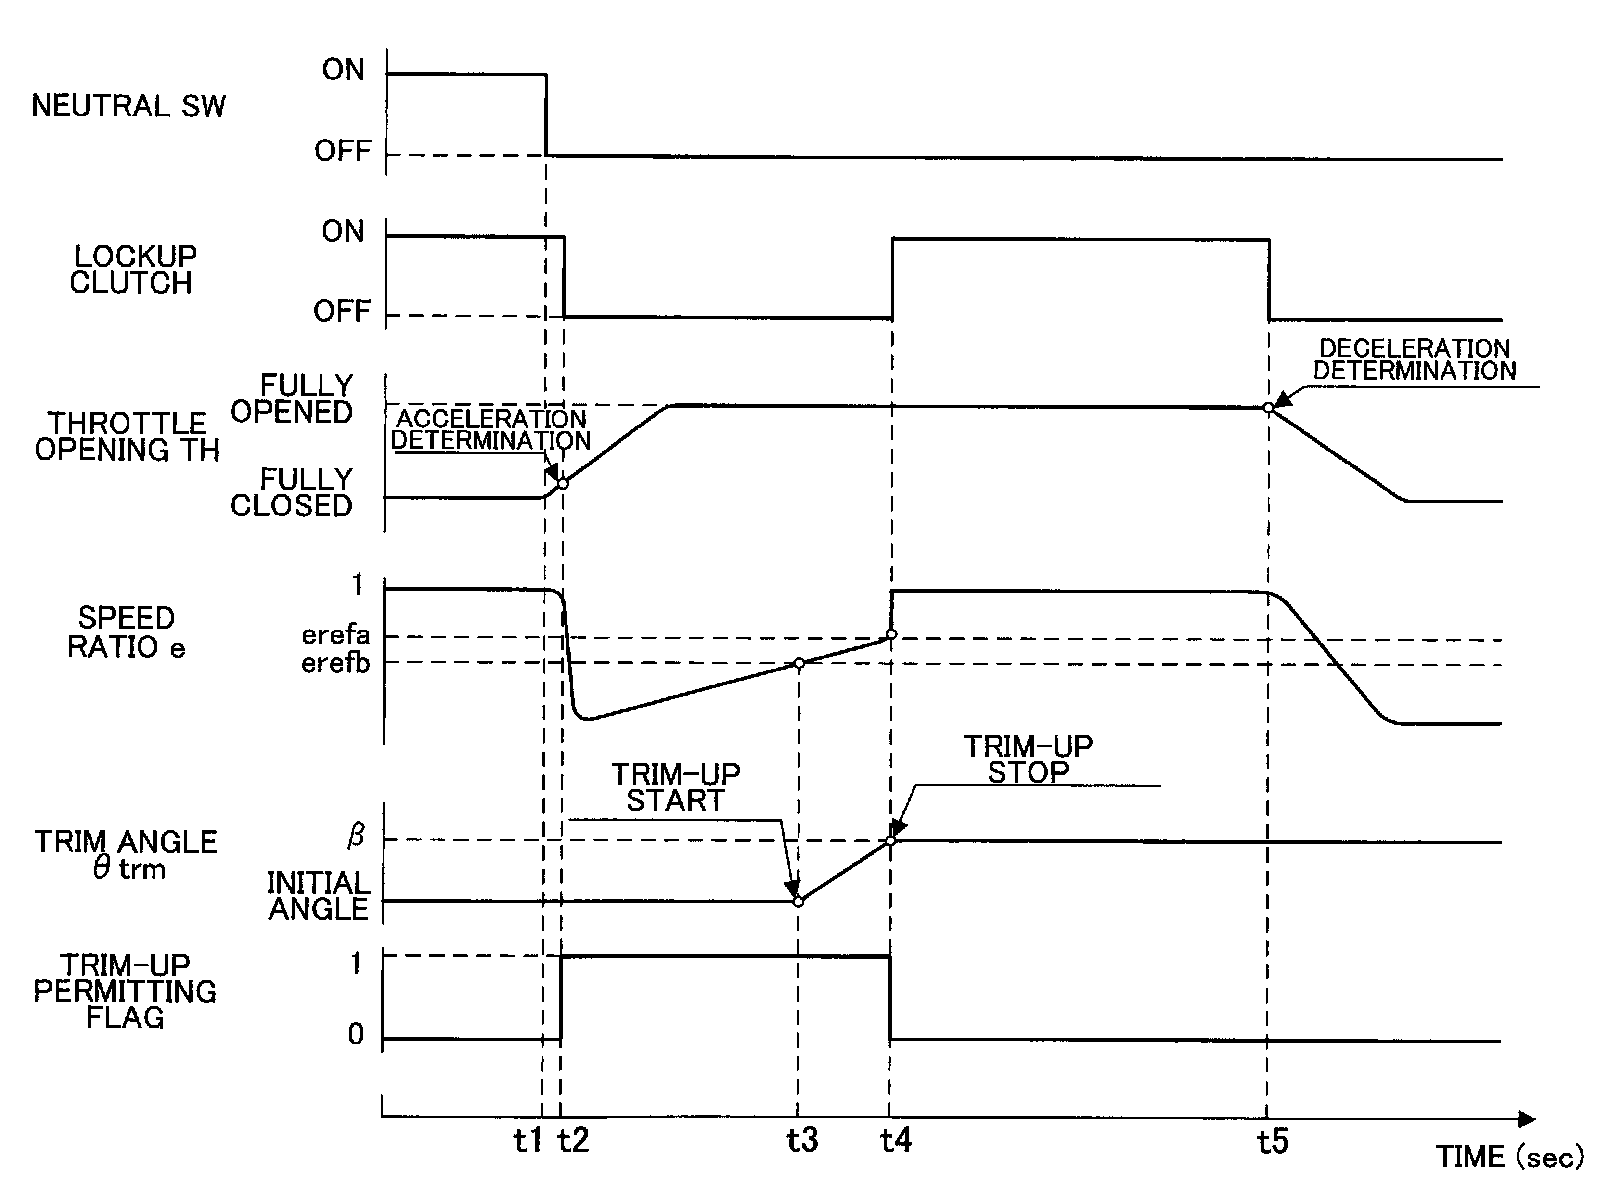 NEUTRAL SW
ON
OFF
LOCKUP
CLUTCH
ON
OFF
THROTTLE
OPENING TH
FULLY
OPENED
FULLY
CLOSED
ACCELERATION
DETERMINATION
DECELERATION
DETERMINATION
SPEED
RATIO e
1
erefa
erefb
TRIM ANGLE
θ trm
β
INITIAL
ANGLE
TRIM-UP
START
TRIM-UP
STOP
TRIM-UP
PERMITTING
FLAG
1
0
t1 t2 t3 t4 t5
TIME (sec)